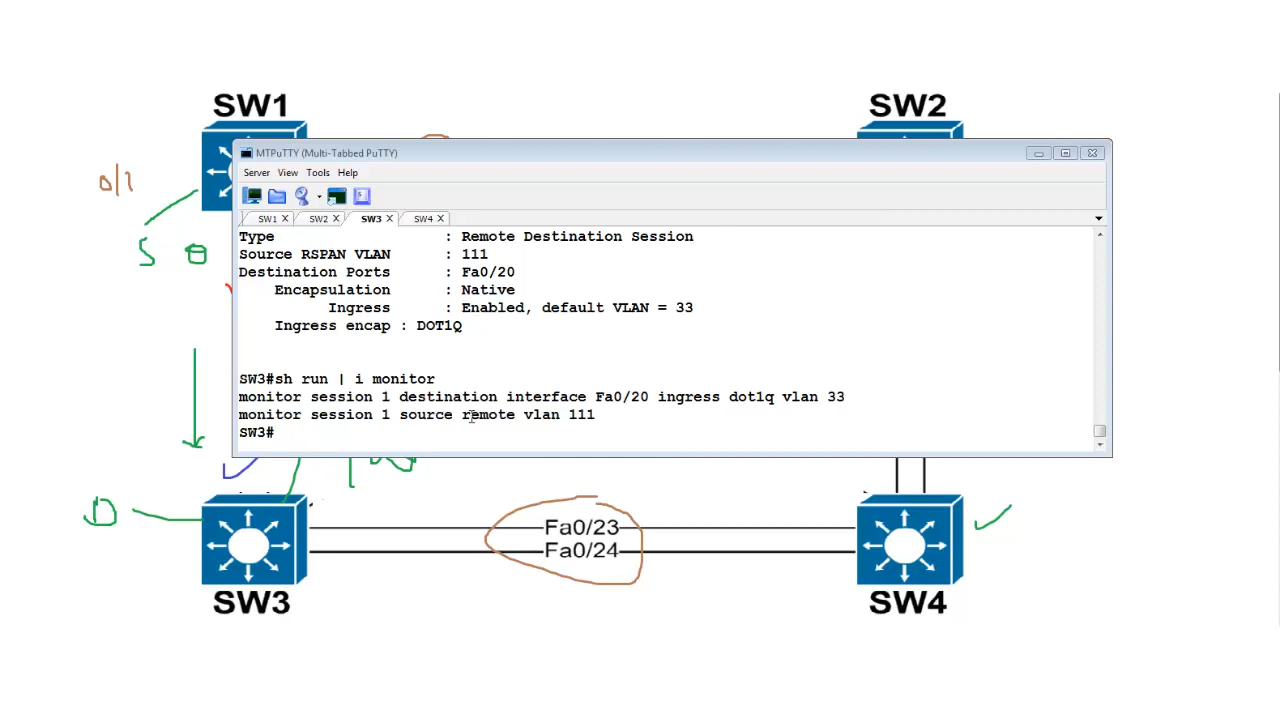 SW1
SW2
0/1
S
MTPuTTY (Multi-Tabbed PuTTY)
Server View Tools Help
SW1 SW2 SW3 SW4
Type : Remote Destination Session
Source RSPAN VLAN : 111
Destination Ports : Fa0/20
Encapsulation : Native
Ingress : Enabled, default VLAN = 33
Ingress encap : DOT1Q
SW3#sh run | i monitor
monitor session 1 destination interface Fa0/20 ingress dot1q vlan 33
monitor session 1 source remote vlan 111
SW3#
D
Fa0/23
Fa0/24
SW3
SW4